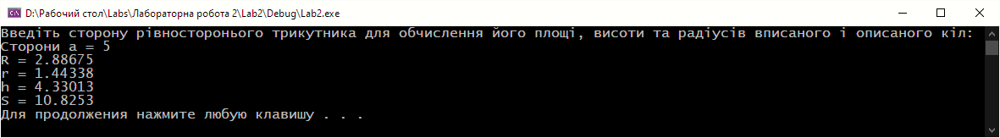 D:\Рабочий стол\Labs\Лабораторна робота 2\Lab2\Debug\Lab2.exe
Введіть сторону рівностороннього трикутника для обчислення його площі, висоти та радіусів вписаного і описаного кіл:
Сторони a = 5
R = 2.88675
r = 1.44338
h = 4.33013
S = 10.8253
Для продолжения нажмите любую клавишу . . .